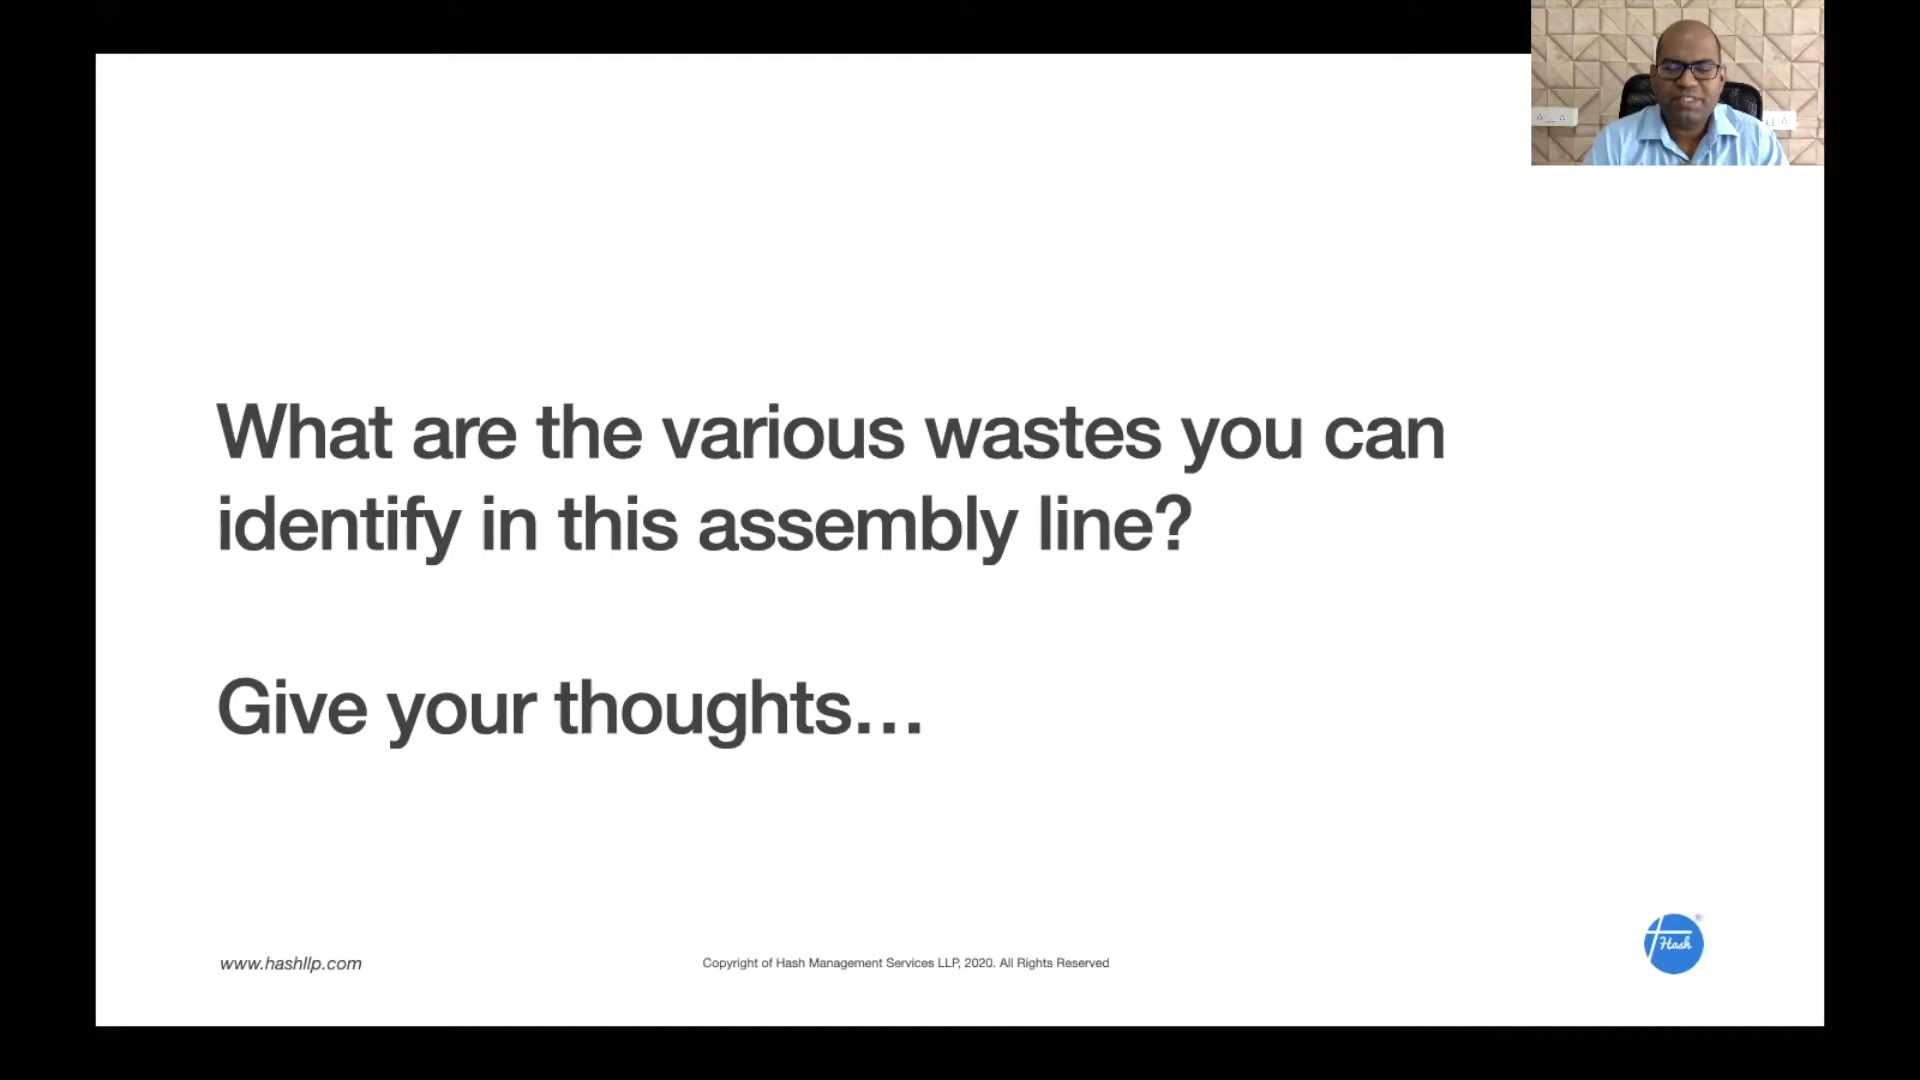 What are the various wastes you can
identify in this assembly line?
Give your thoughts…
www.hashllp.com
Copyright of Hash Management Services LLP, 2020. All Rights Reserved
Hash
®